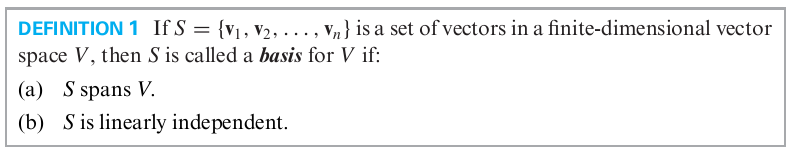 DEFINITION 1 If S = {v₁, v₂, . . . , vₙ} is a set of vectors in a finite-dimensional vector
space V, then S is called a basis for V if:
(a) S spans V.
(b) S is linearly independent.